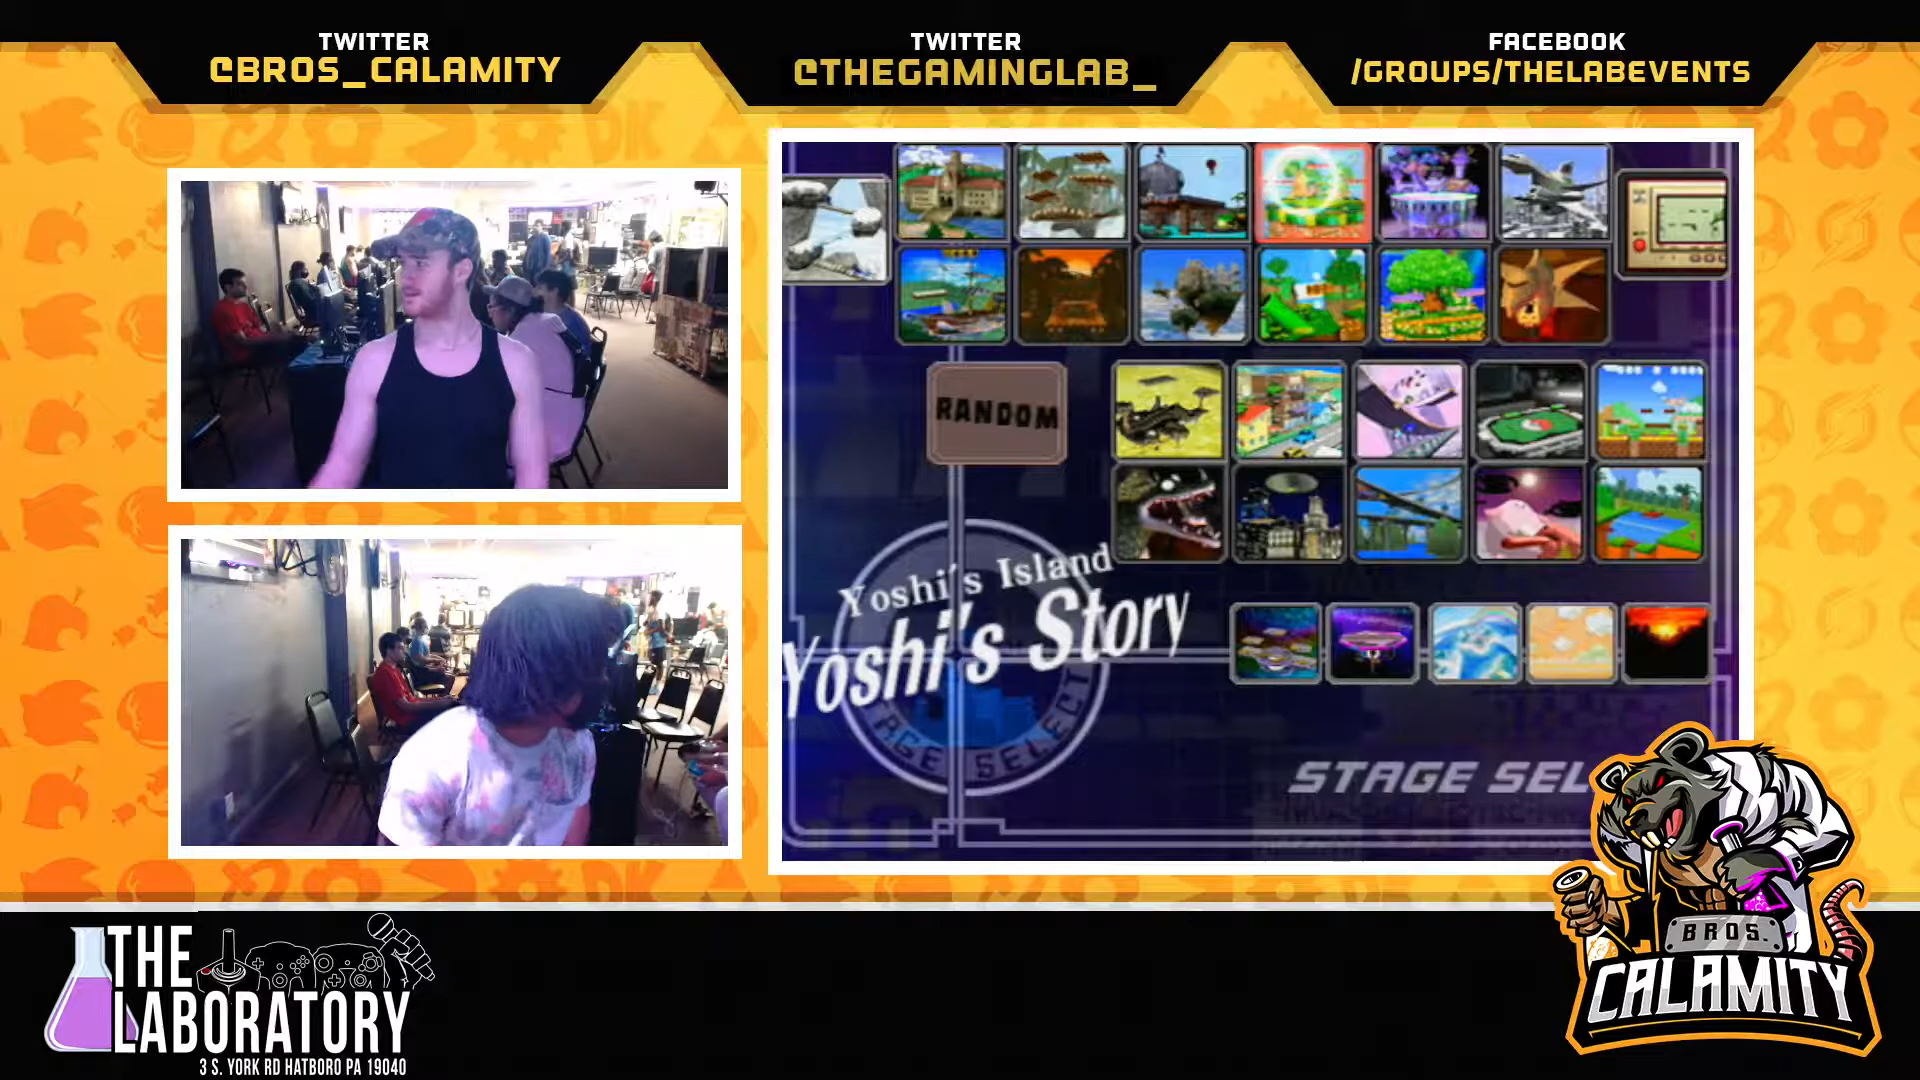 TWITTER
@BROS_CALAMITY
TWITTER
@THEGAMINGLAB_
FACEBOOK
/GROUPS/THELABEVENTS
RANDOM
Yoshi's Island
Yoshi's Story
SELECT
STAGE SEL
THE
LABORATORY
3 S. YORK RD HATBORO PA 19040
BROS.
CALAMITY